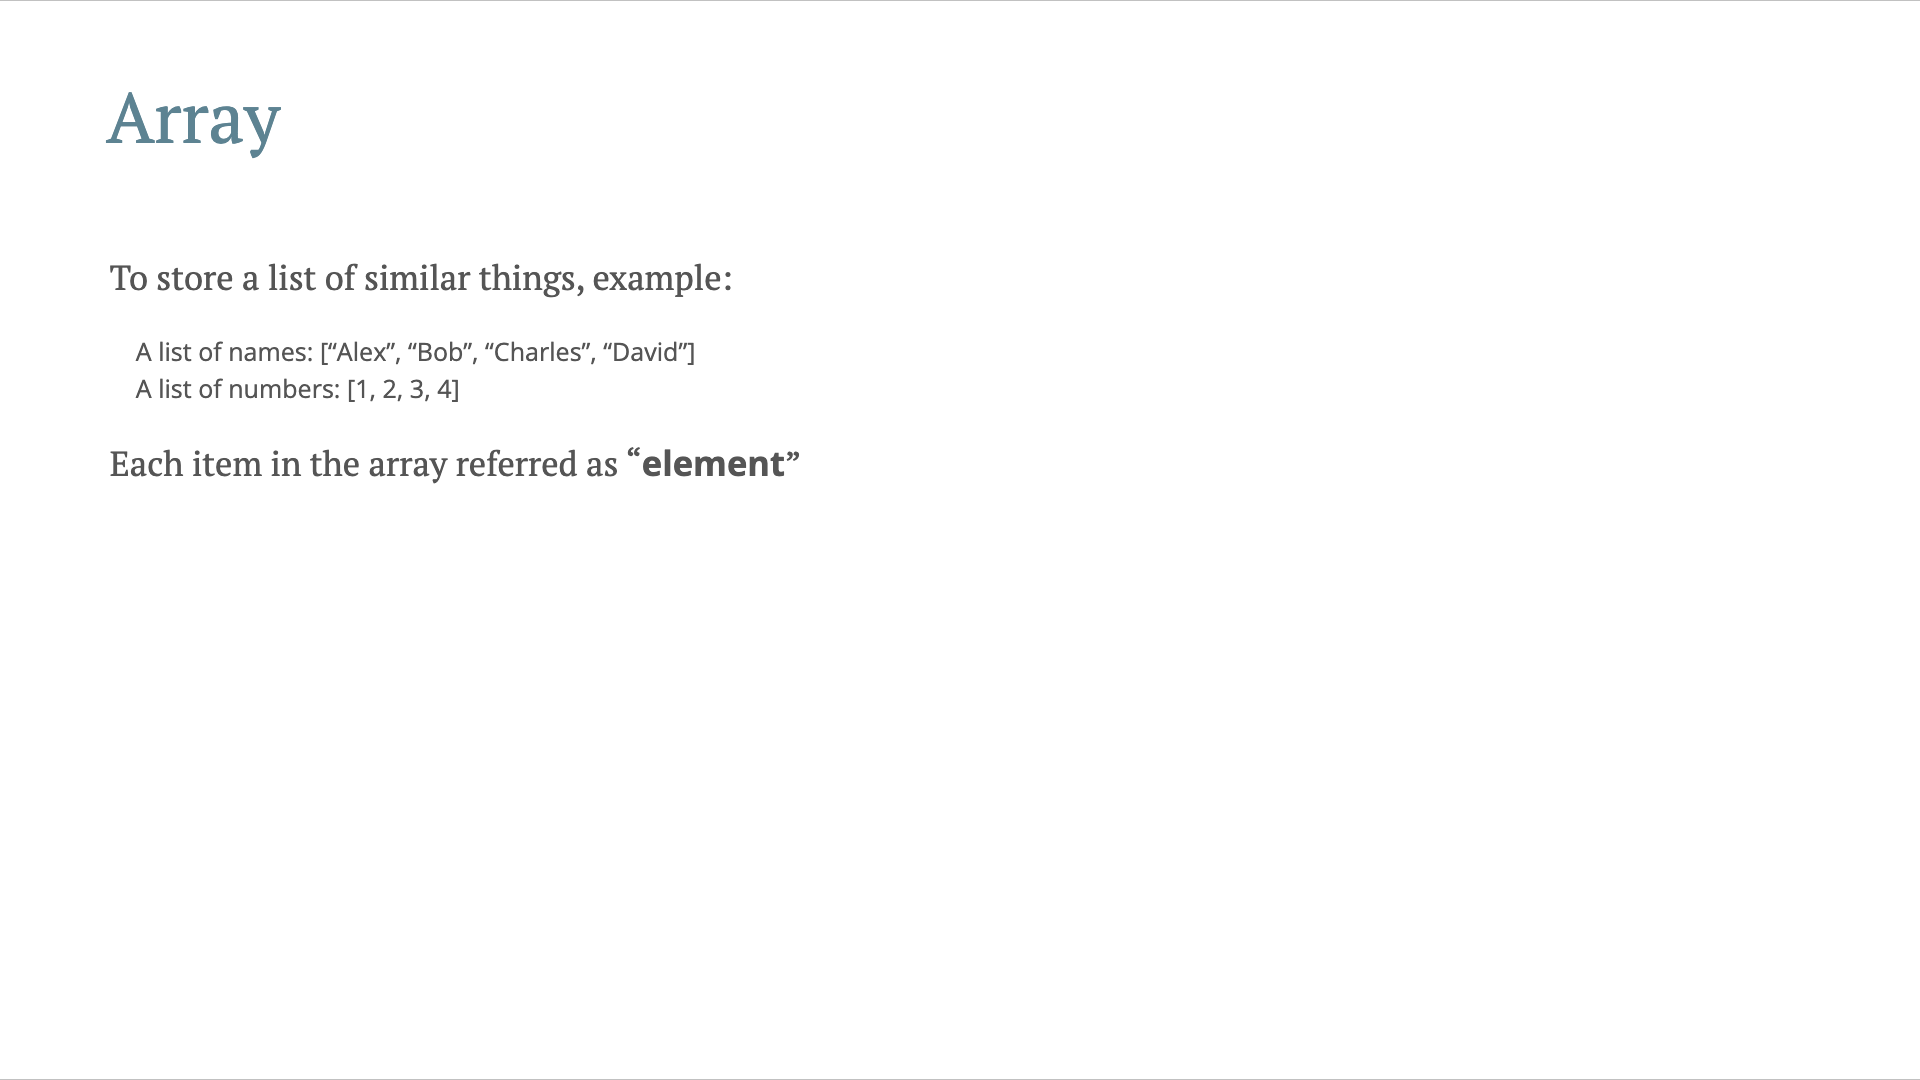 Array
To store a list of similar things, example:
A list of names: [“Alex”, “Bob”, “Charles”, “David”]
A list of numbers: [1, 2, 3, 4]
Each item in the array referred as “element”